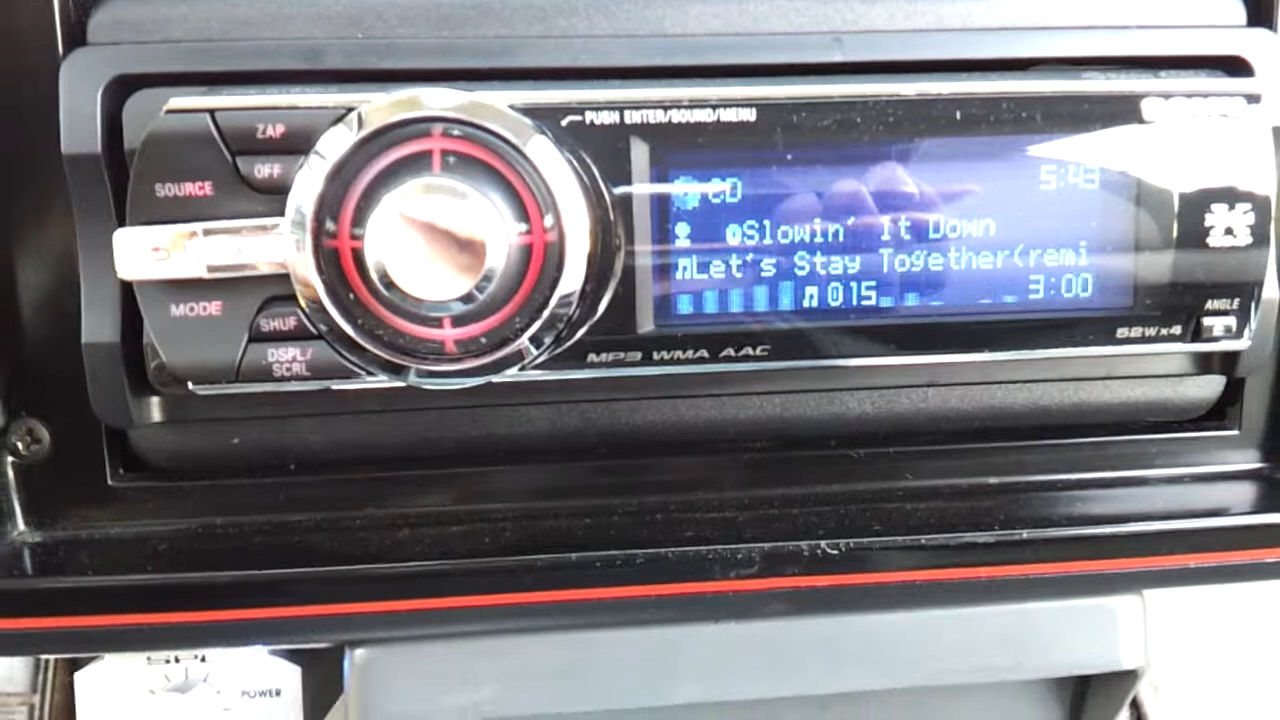 PUSH ENTER/SOUND/MENU
ZAP
OFF
SOURCE
CD 5:43
Slowin' It Down
Let's Stay Together(remi
015 3:00
MODE
SHUF
DSPL/
SCRL
ANGLE
52W×4
MP3 WMA AAC
SPL
POWER